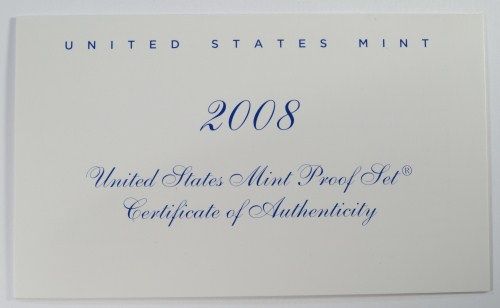 UNITED STATES MINT
2008
United States Mint Proof Set®
Certificate of Authenticity